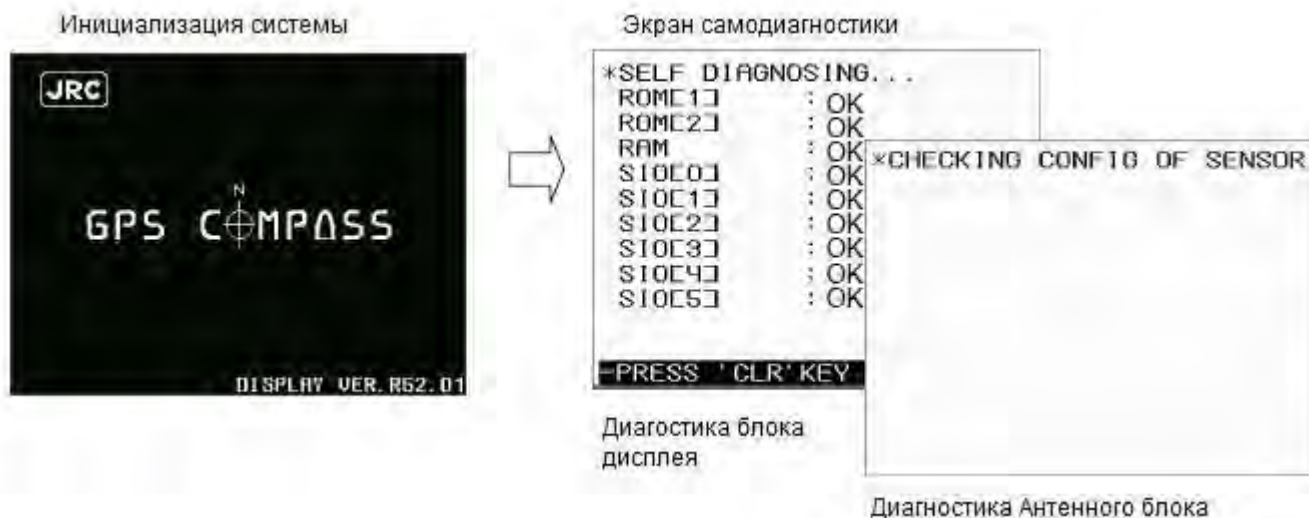 Инициализация системы
JRC
N
GPS COMPASS
DISPLAY VER.R52.01
Экран самодиагностики
*SELF DIAGNOSING...
ROM[1] : OK
ROM[2] : OK
RAM : OK
SIO[0] : OK
SIO[1] : OK
SIO[2] : OK
SIO[3] : OK
SIO[4] : OK
SIO[5] : OK
-PRESS 'CLR'KEY
Диагостика блока
дисплея
*CHECKING CONFIG OF SENSOR
Диагностика Антенного блока